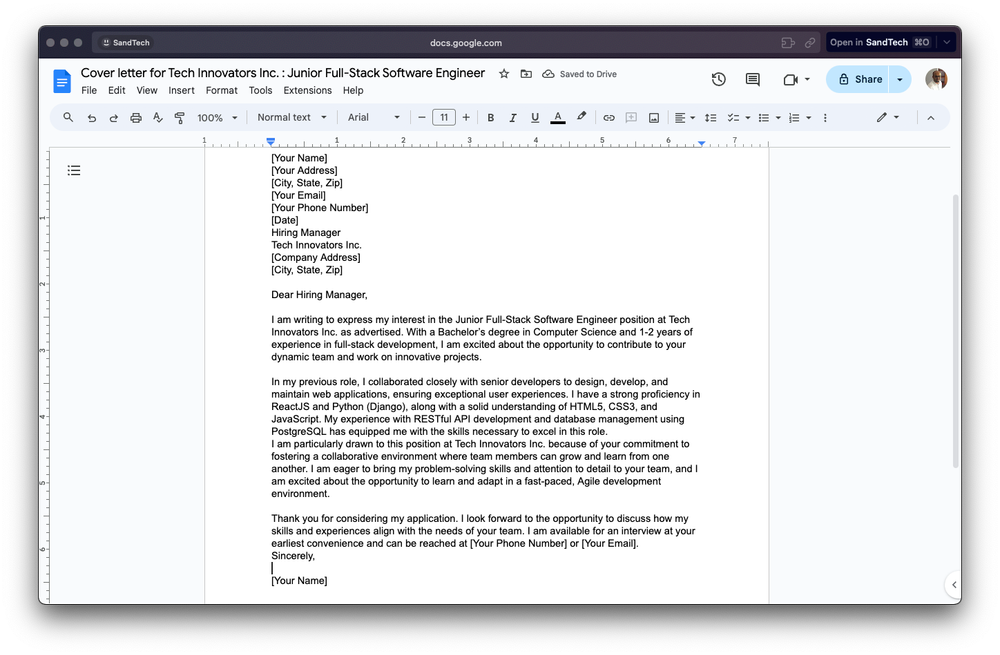 SandTech
docs.google.com
Open in SandTech ⌘O
Cover letter for Tech Innovators Inc. : Junior Full-Stack Software Engineer
Saved to Drive
File Edit View Insert Format Tools Extensions Help
Share
100% Normal text Arial 11 B I U A
1 1 2 3 4 5 6 7
[Your Name]
[Your Address]
[City, State, Zip]
[Your Email]
[Your Phone Number]
[Date]
Hiring Manager
Tech Innovators Inc.
[Company Address]
[City, State, Zip]
Dear Hiring Manager,
I am writing to express my interest in the Junior Full-Stack Software Engineer position at Tech
Innovators Inc. as advertised. With a Bachelor's degree in Computer Science and 1-2 years of
experience in full-stack development, I am excited about the opportunity to contribute to your
dynamic team and work on innovative projects.
In my previous role, I collaborated closely with senior developers to design, develop, and
maintain web applications, ensuring exceptional user experiences. I have a strong proficiency in
ReactJS and Python (Django), along with a solid understanding of HTML5, CSS3, and
JavaScript. My experience with RESTful API development and database management using
PostgreSQL has equipped me with the skills necessary to excel in this role.
I am particularly drawn to this position at Tech Innovators Inc. because of your commitment to
fostering a collaborative environment where team members can grow and learn from one
another. I am eager to bring my problem-solving skills and attention to detail to your team, and I
am excited about the opportunity to learn and adapt in a fast-paced, Agile development
environment.
Thank you for considering my application. I look forward to the opportunity to discuss how my
skills and experiences align with the needs of your team. I am available for an interview at your
earliest convenience and can be reached at [Your Phone Number] or [Your Email].
Sincerely,
[Your Name]
1
2
3
4
5
6